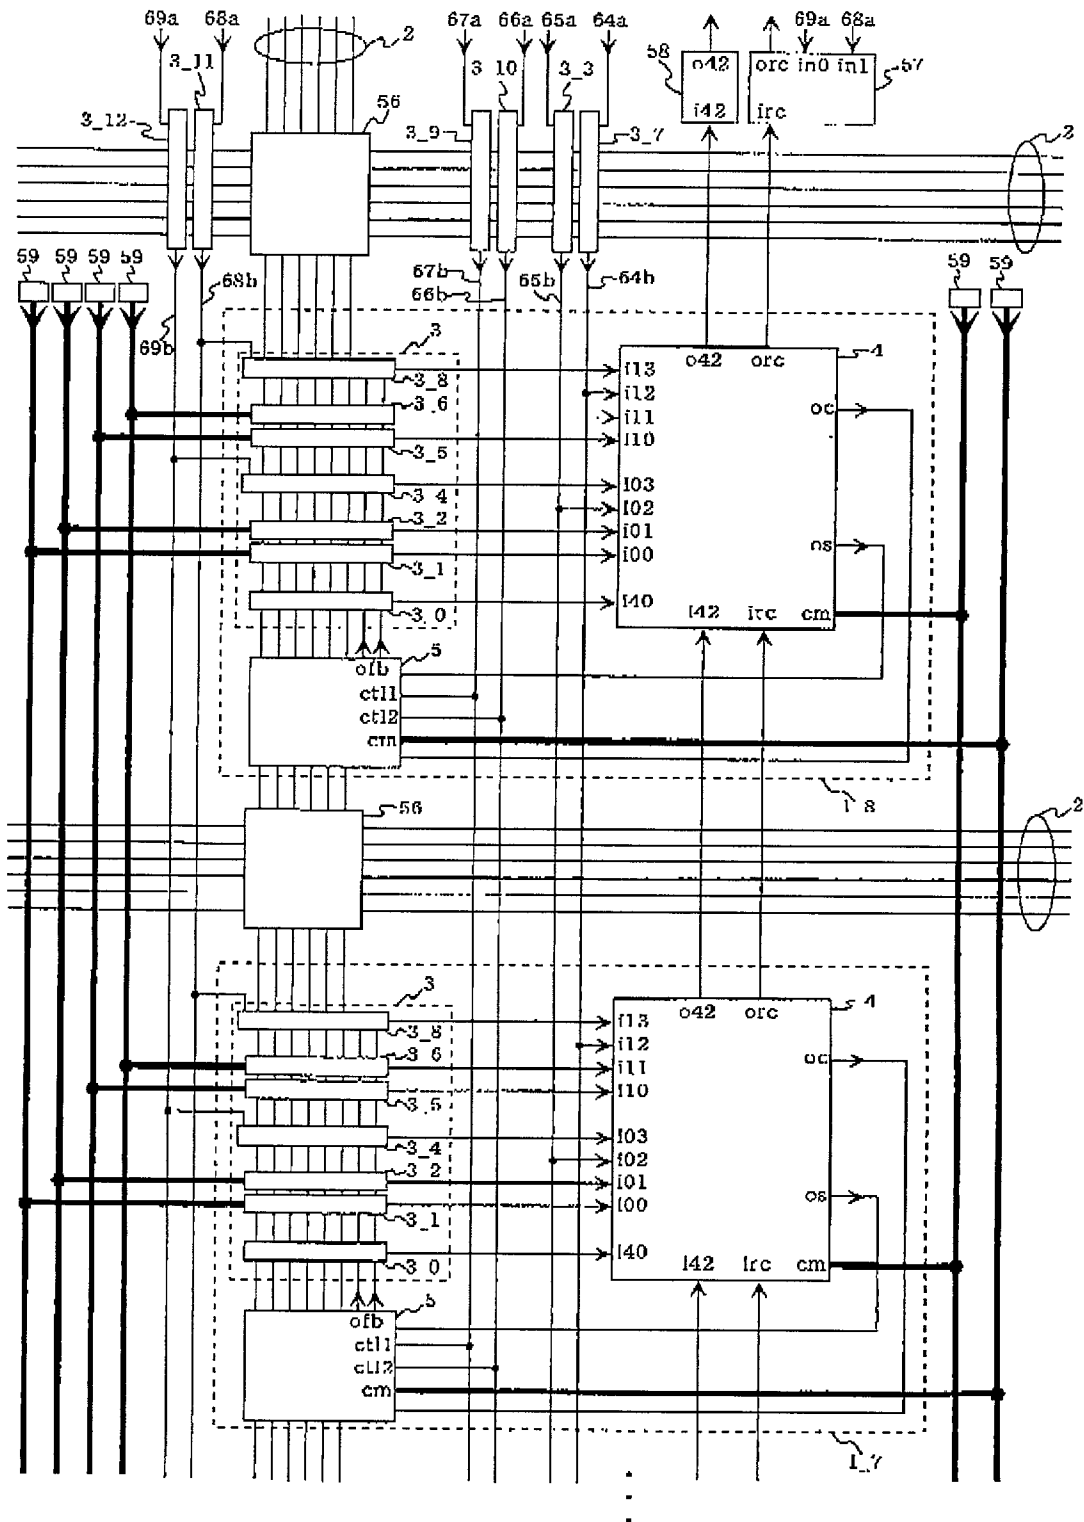 69a 68a 2 67a 66a 65a 64a 69a 68a
3_11 3 10 3_3 58 o42 orc in0 in1 57
3_12 56 3_9 3_7 i42 irc 2
59 59 59 59 68b 67b 66b 65b 64b 59 59
69b
3 o42 orc 4
3_8 i13
3_6 i12 oc
i11
3_5 i10
3_4 i03
3_2 i02
i01 os
3_1 i00
3_0 i40 i42 irc cm
5
ofb
ctl1
ctl2
cm
1_8
56 2
3 o42 orc 4
3_8 i13
3_6 i12 oc
i11
3_5 i10
3_4 i03
3_2 i02
i01 os
3_1 i00
3_0 i40 i42 irc cm
5
ofb
ctl1
ctl2
cm
1_7